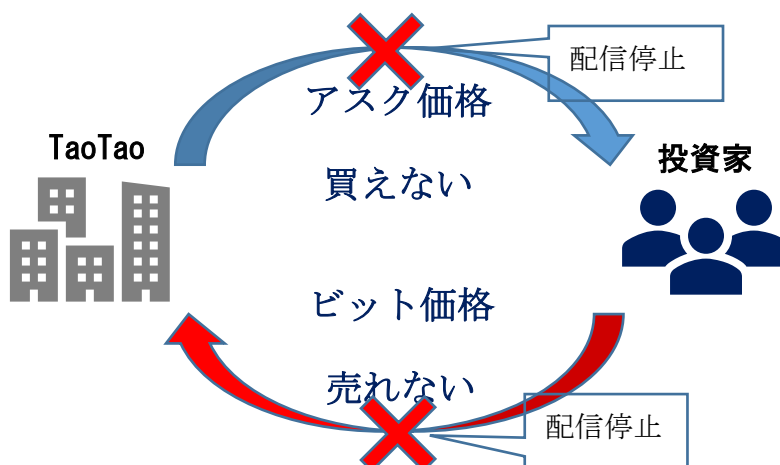 配信停止
アスク価格
TaoTao
投資家
買えない
ビット価格
売れない
配信停止